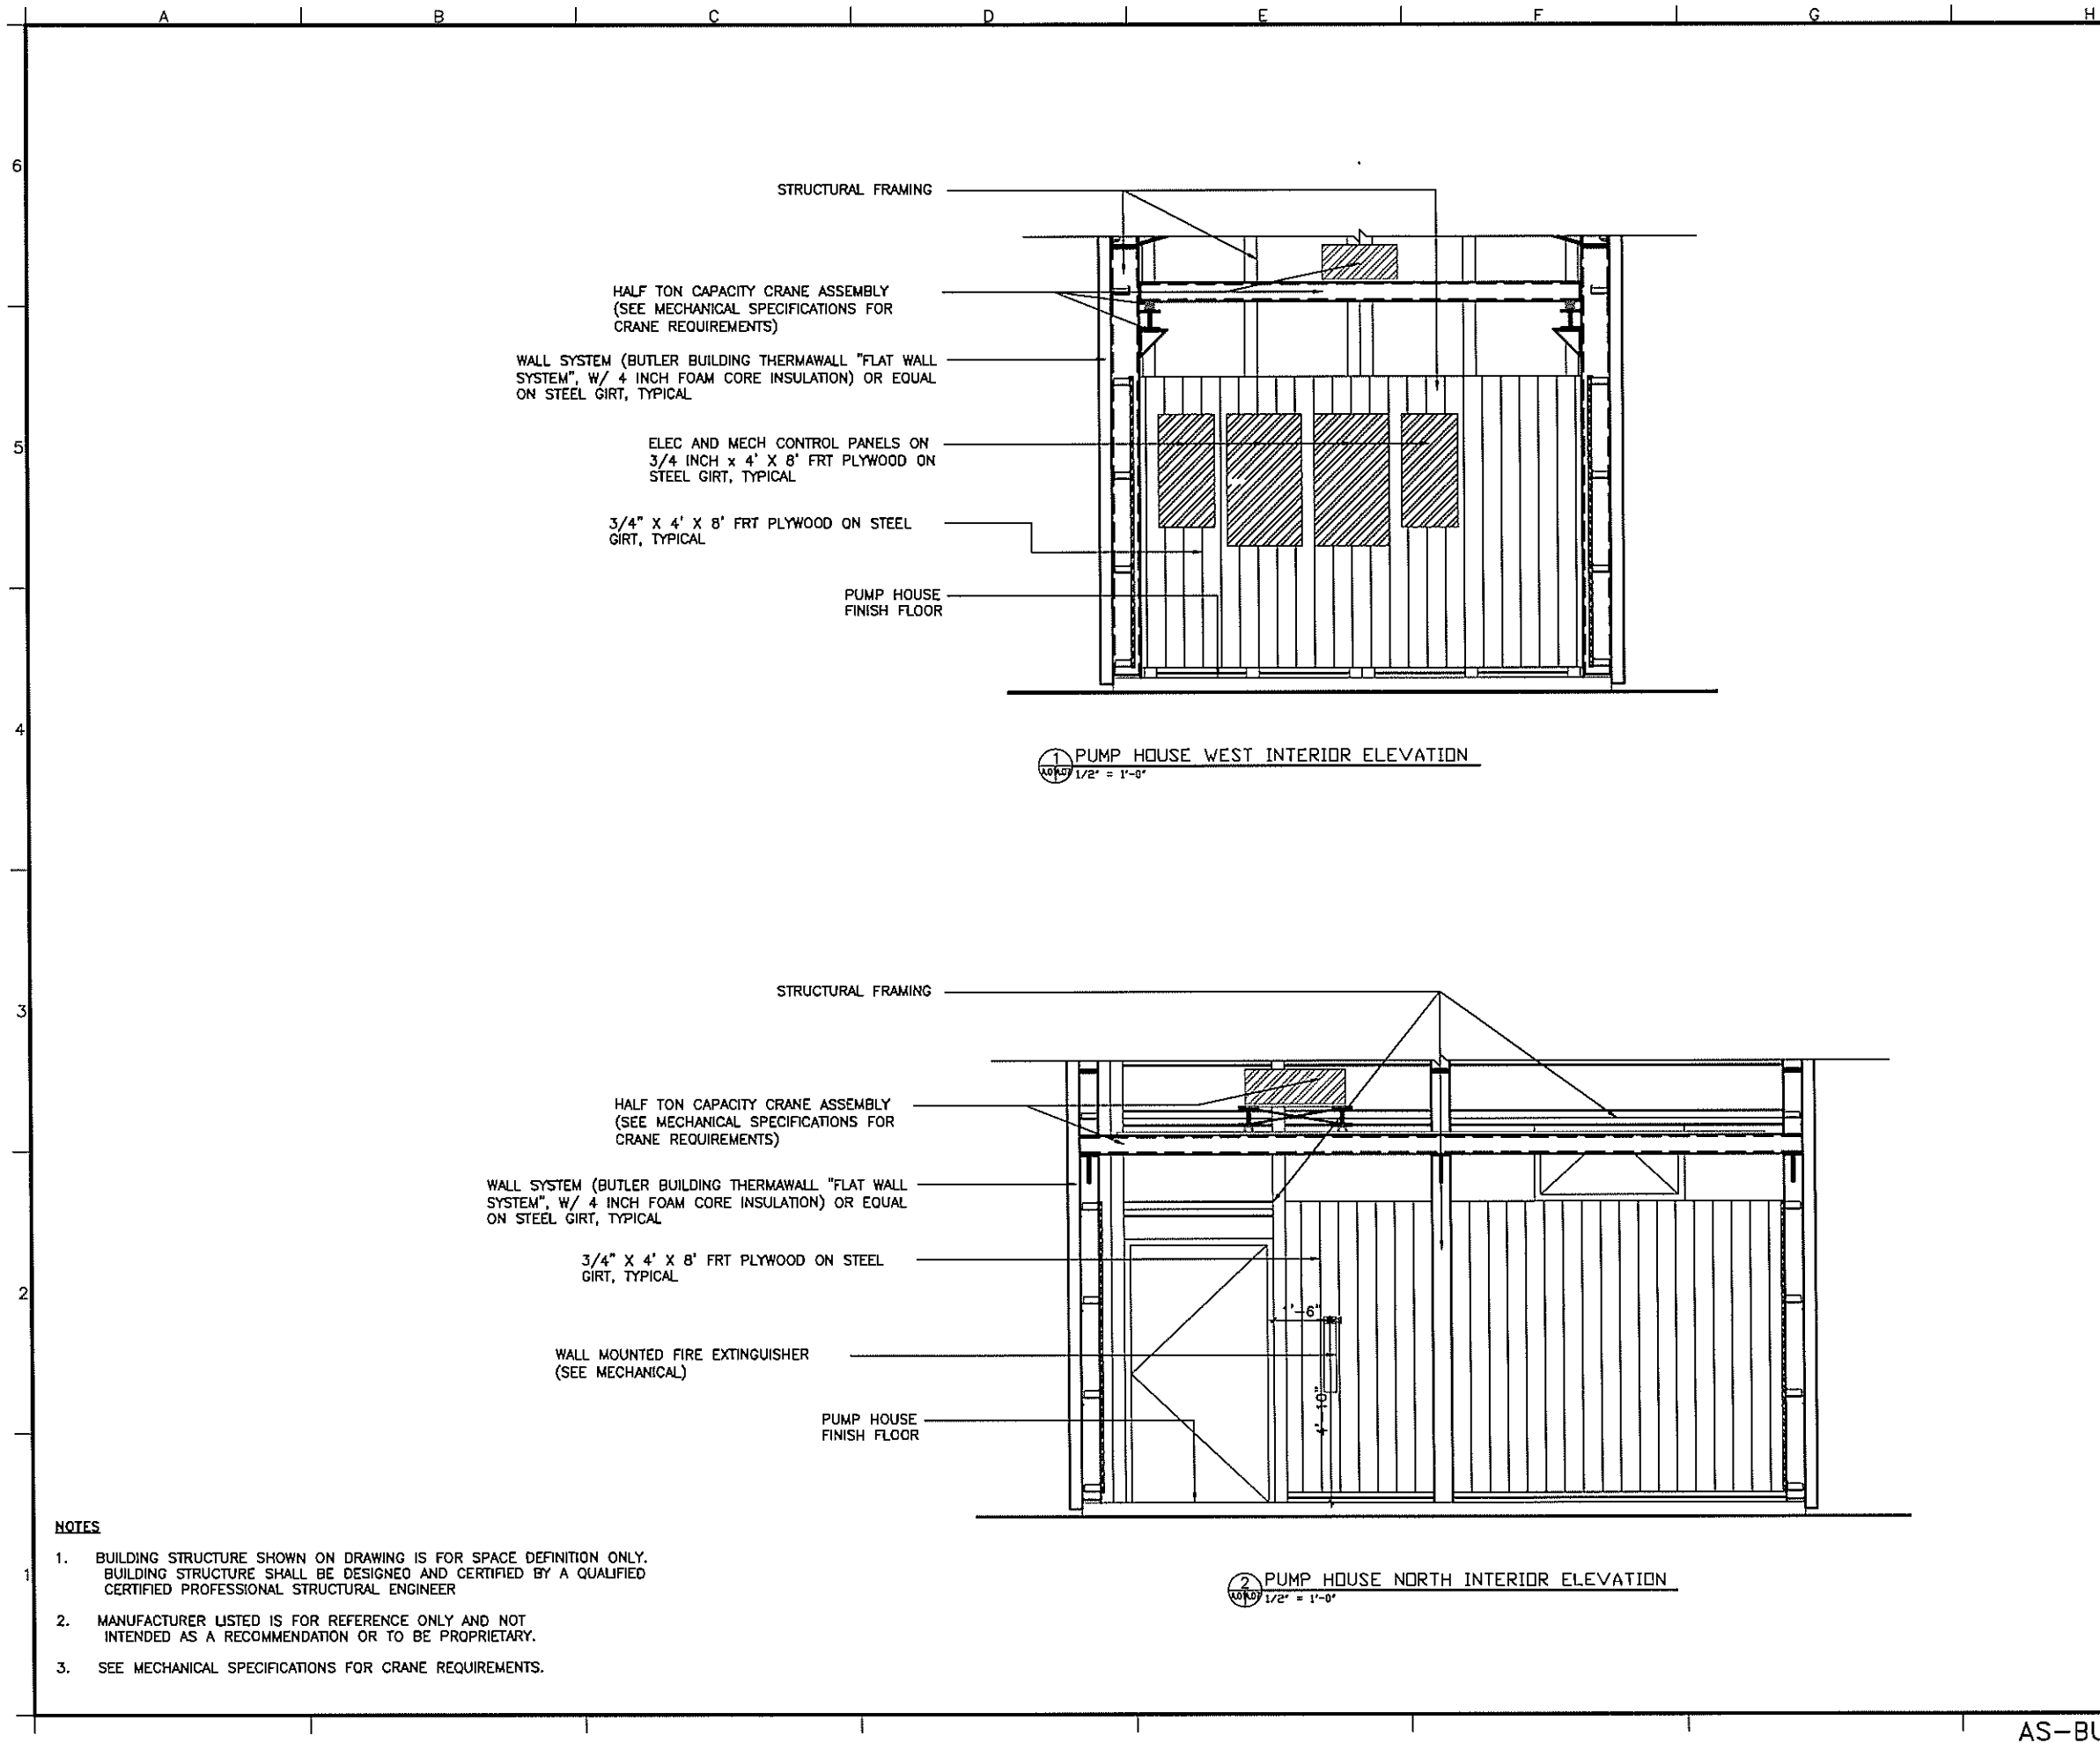 A B C D E F G H
6
STRUCTURAL FRAMING
HALF TON CAPACITY CRANE ASSEMBLY
(SEE MECHANICAL SPECIFICATIONS FOR
CRANE REQUIREMENTS)
WALL SYSTEM (BUTLER BUILDING THERMAWALL "FLAT WALL
SYSTEM", W/ 4 INCH FOAM CORE INSULATION) OR EQUAL
ON STEEL GIRT, TYPICAL
5
ELEC AND MECH CONTROL PANELS ON
3/4 INCH x 4' X 8' FRT PLYWOOD ON
STEEL GIRT, TYPICAL
3/4" X 4' X 8' FRT PLYWOOD ON STEEL
GIRT, TYPICAL
PUMP HOUSE
FINISH FLOOR
4
1 PUMP HOUSE WEST INTERIOR ELEVATION
1/2" = 1'-0"
3
STRUCTURAL FRAMING
HALF TON CAPACITY CRANE ASSEMBLY
(SEE MECHANICAL SPECIFICATIONS FOR
CRANE REQUIREMENTS)
WALL SYSTEM (BUTLER BUILDING THERMAWALL "FLAT WALL
SYSTEM", W/ 4 INCH FOAM CORE INSULATION) OR EQUAL
ON STEEL GIRT, TYPICAL
3/4" X 4' X 8' FRT PLYWOOD ON STEEL
GIRT, TYPICAL
2
1'-6"
WALL MOUNTED FIRE EXTINGUISHER
(SEE MECHANICAL)
4'-10"
PUMP HOUSE
FINISH FLOOR
NOTES
1. BUILDING STRUCTURE SHOWN ON DRAWING IS FOR SPACE DEFINITION ONLY.
BUILDING STRUCTURE SHALL BE DESIGNED AND CERTIFIED BY A QUALIFIED
CERTIFIED PROFESSIONAL STRUCTURAL ENGINEER
1
2 PUMP HOUSE NORTH INTERIOR ELEVATION
1/2" = 1'-0"
2. MANUFACTURER LISTED IS FOR REFERENCE ONLY AND NOT
INTENDED AS A RECOMMENDATION OR TO BE PROPRIETARY.
3. SEE MECHANICAL SPECIFICATIONS FOR CRANE REQUIREMENTS.
AS-BU